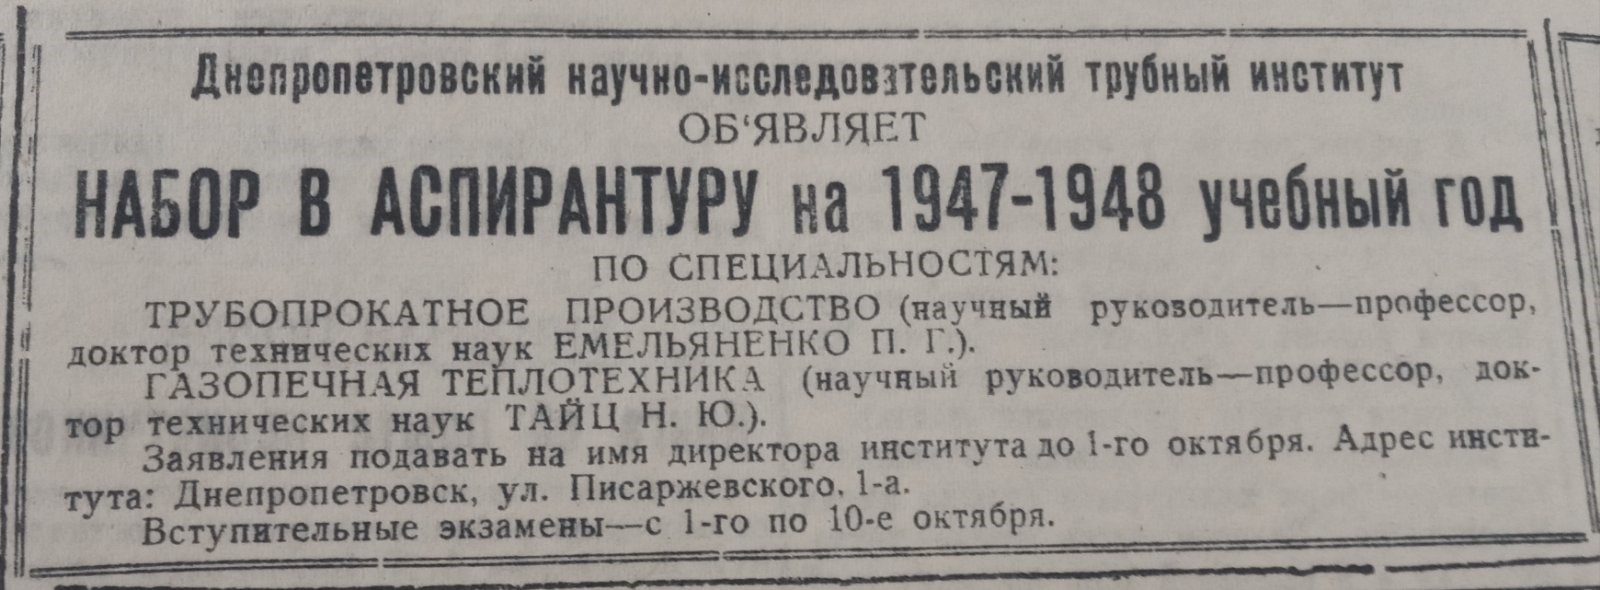 Днепропетровский научно-исследовательский трубный институт
ОБ‘ЯВЛЯЕТ
НАБОР В АСПИРАНТУРУ на 1947-1948 учебный год
ПО СПЕЦИАЛЬНОСТЯМ:
ТРУБОПРОКАТНОЕ ПРОИЗВОДСТВО (научный руководитель—профессор,
доктор технических наук ЕМЕЛЬЯНЕНКО П. Г.).
ГАЗОПЕЧНАЯ ТЕПЛОТЕХНИКА (научный руководитель—профессор, док-
тор технических наук ТАЙЦ Н. Ю.).
Заявления подавать на имя директора института до 1-го октября. Адрес инсти-
тута: Днепропетровск, ул. Писаржевского, 1-а.
Вступительные экзамены—с 1-го по 10-е октября.